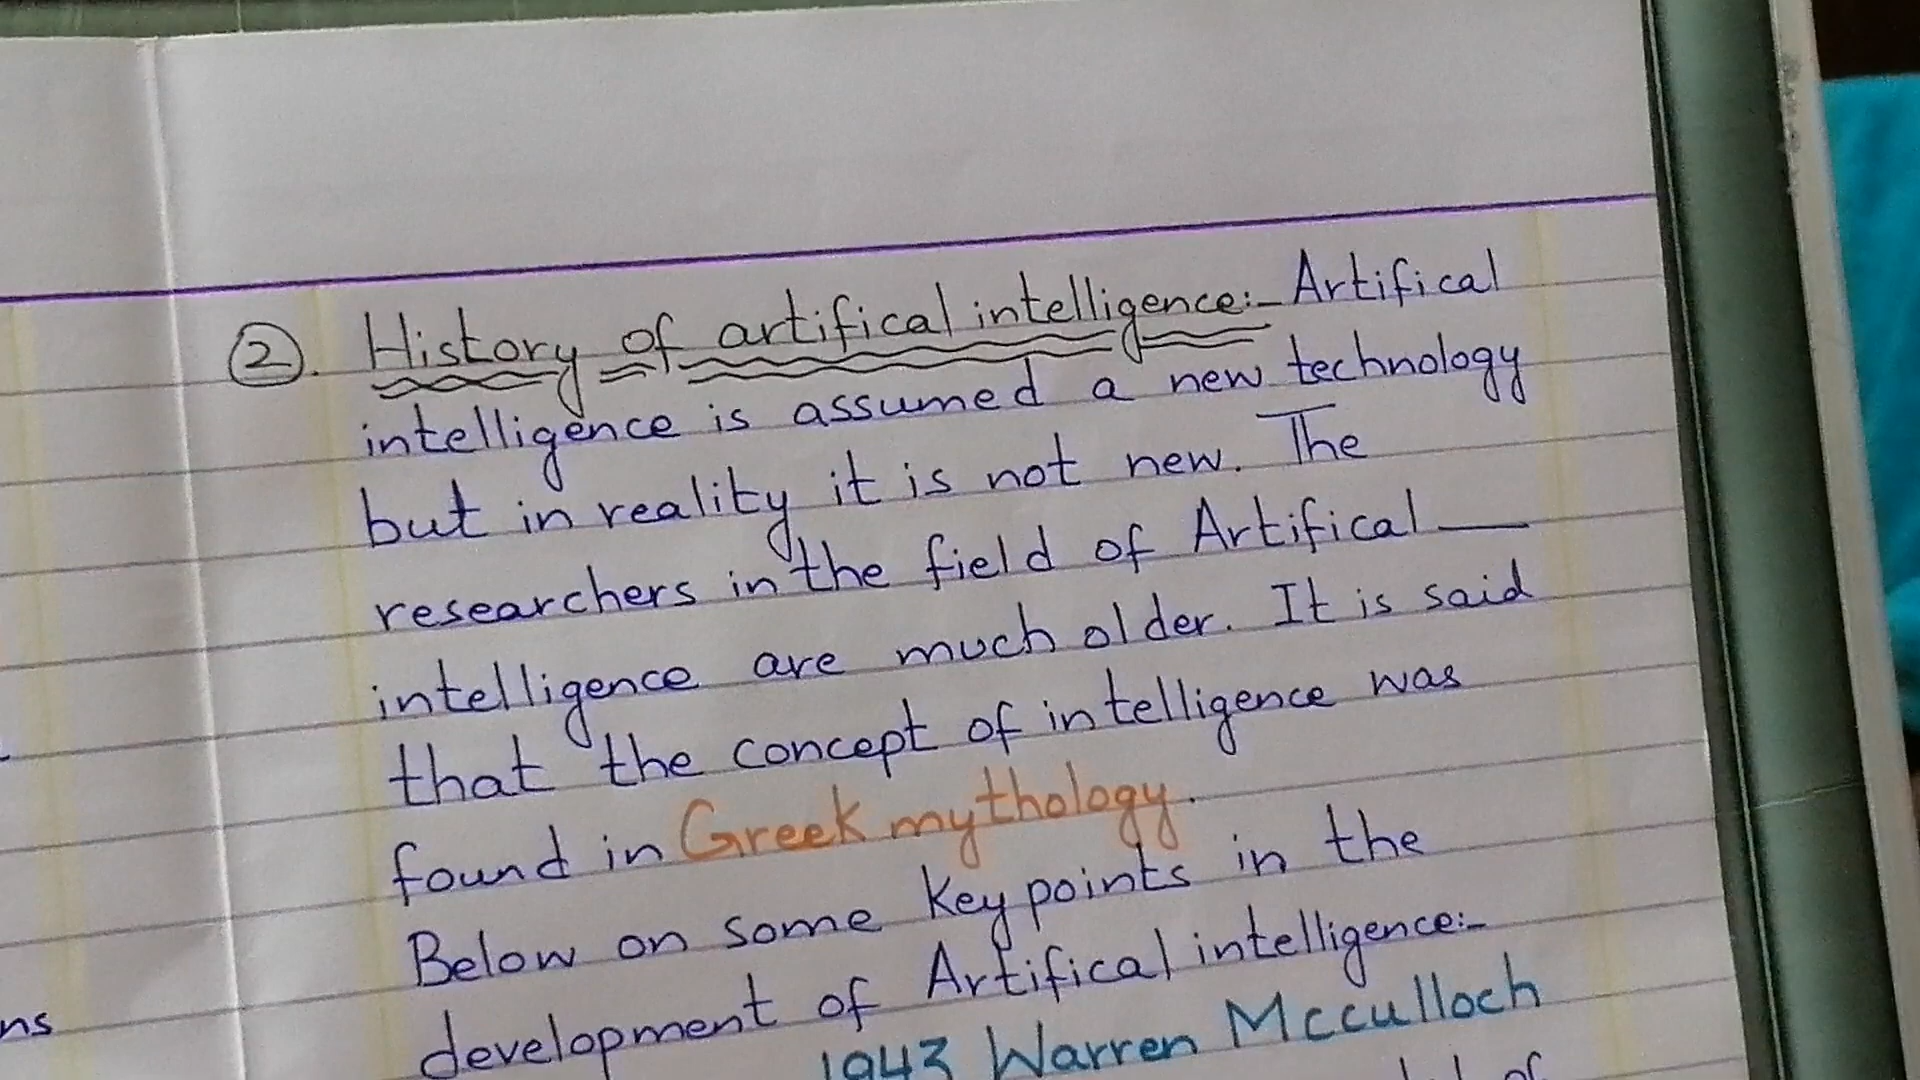 ②. History of artifical intelligence:- Artifical
intelligence is assumed a new technology
but in reality it is not new. The
researchers in the field of Artifical
intelligence are much older. It is said
that the concept of intelligence was
found in Greek mythology.
Below on some key points in the
development of Artifical intelligence:-
1943 Warren Mcculloch
of
ns